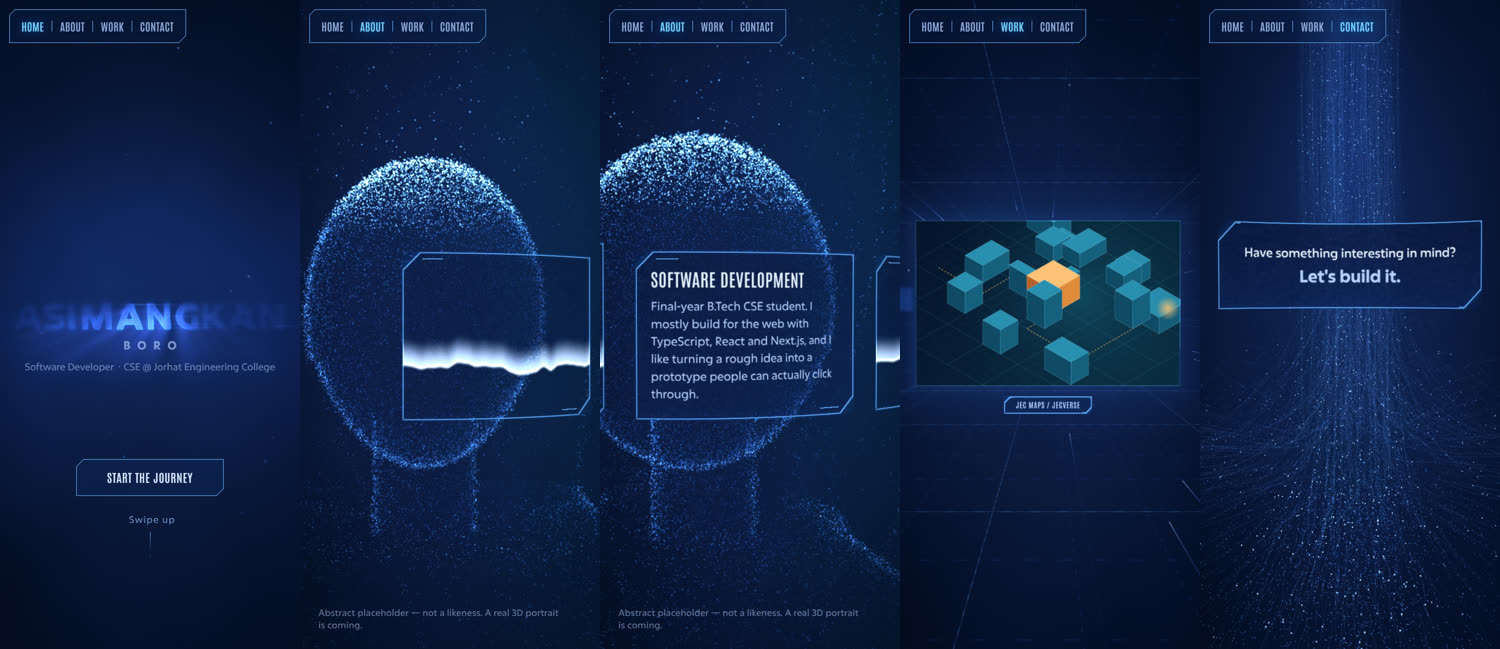 HOME | ABOUT | WORK | CONTACT
ASIMANGKAN
BORO
Software Developer · CSE @ Jorhat Engineering College
START THE JOURNEY
Swipe up
HOME | ABOUT | WORK | CONTACT
Abstract placeholder — not a likeness. A real 3D portrait
is coming.
HOME | ABOUT | WORK | CONTACT
SOFTWARE DEVELOPMENT
Final-year B.Tech CSE student. I
mostly build for the web with
TypeScript, React and Next.js, and I
like turning a rough idea into a
prototype people can actually click
through.
Abstract placeholder — not a likeness. A real 3D portrait
is coming.
HOME | ABOUT | WORK | CONTACT
JEC MAPS / JECVERSE
HOME | ABOUT | WORK | CONTACT
Have something interesting in mind?
Let's build it.